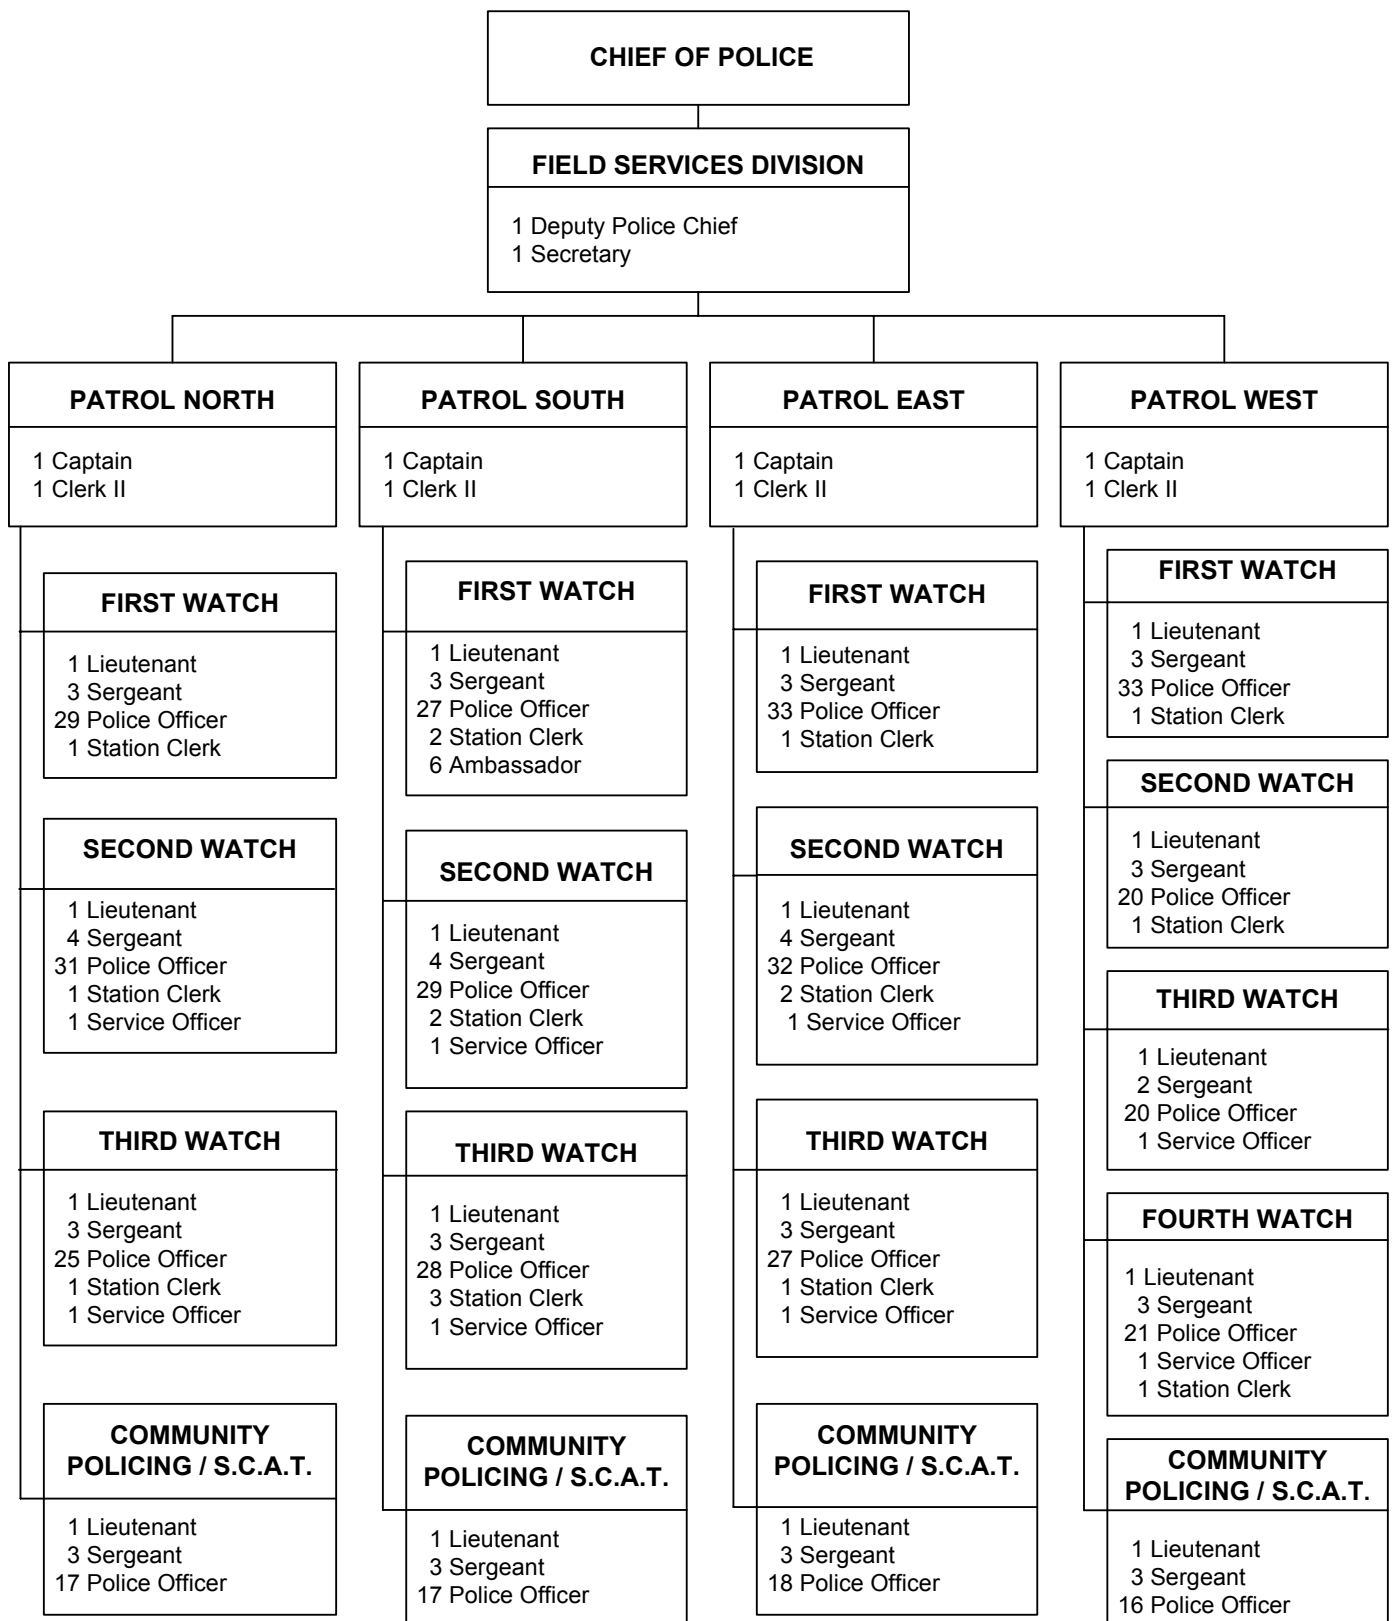 CHIEF OF POLICE
FIELD SERVICES DIVISION
1 Deputy Police Chief
1 Secretary
PATROL NORTH
1 Captain
1 Clerk II
FIRST WATCH
1 Lieutenant
3 Sergeant
29 Police Officer
1 Station Clerk
SECOND WATCH
1 Lieutenant
4 Sergeant
31 Police Officer
1 Station Clerk
1 Service Officer
THIRD WATCH
1 Lieutenant
3 Sergeant
25 Police Officer
1 Station Clerk
1 Service Officer
COMMUNITY
POLICING / S.C.A.T.
1 Lieutenant
3 Sergeant
17 Police Officer
PATROL SOUTH
1 Captain
1 Clerk II
FIRST WATCH
1 Lieutenant
3 Sergeant
27 Police Officer
2 Station Clerk
6 Ambassador
SECOND WATCH
1 Lieutenant
4 Sergeant
29 Police Officer
2 Station Clerk
1 Service Officer
THIRD WATCH
1 Lieutenant
3 Sergeant
28 Police Officer
3 Station Clerk
1 Service Officer
COMMUNITY
POLICING / S.C.A.T.
1 Lieutenant
3 Sergeant
17 Police Officer
PATROL EAST
1 Captain
1 Clerk II
FIRST WATCH
1 Lieutenant
3 Sergeant
33 Police Officer
1 Station Clerk
SECOND WATCH
1 Lieutenant
4 Sergeant
32 Police Officer
2 Station Clerk
1 Service Officer
THIRD WATCH
1 Lieutenant
3 Sergeant
27 Police Officer
1 Station Clerk
1 Service Officer
COMMUNITY
POLICING / S.C.A.T.
1 Lieutenant
3 Sergeant
18 Police Officer
PATROL WEST
1 Captain
1 Clerk II
FIRST WATCH
1 Lieutenant
3 Sergeant
33 Police Officer
1 Station Clerk
SECOND WATCH
1 Lieutenant
3 Sergeant
20 Police Officer
1 Station Clerk
THIRD WATCH
1 Lieutenant
2 Sergeant
20 Police Officer
1 Service Officer
FOURTH WATCH
1 Lieutenant
3 Sergeant
21 Police Officer
1 Service Officer
1 Station Clerk
COMMUNITY
POLICING / S.C.A.T.
1 Lieutenant
3 Sergeant
16 Police Officer